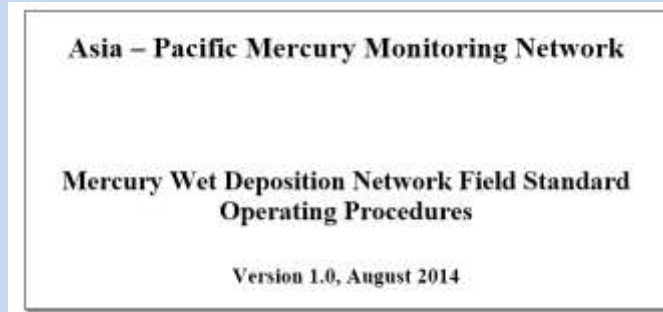 Asia – Pacific Mercury Monitoring Network
Mercury Wet Deposition Network Field Standard
Operating Procedures
Version 1.0, August 2014